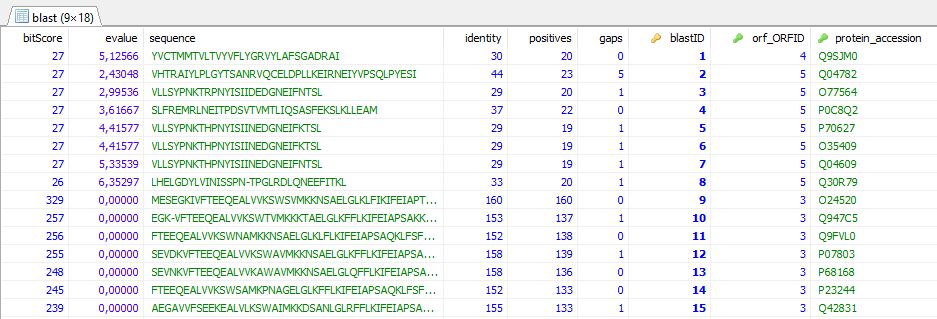 blast (9×18)
bitScore evalue sequence identity positives gaps blastID orf_ORFID protein_accession
27 5,12566 YVCTMMTVLTVYVFLYGRVYLAFSGADRAI 30 20 0 1 4 Q9SJM0
27 2,43048 VHTRAIYLPLGYTSANRVQCELDPLLKEIRNEIYVPSQLPYESI 44 23 5 2 5 Q04782
27 2,99536 VLLSYPNKTRPNYISIIDEDGNEIFKNTSL 29 19 1 3 5 O77564
27 3,61667 SLFREMRLNEITPDSVTVMTLIQSASFEKSLKLLEAM 37 22 0 4 5 P0C8Q2
27 4,41577 VLLSYPNKTHPNYISIINEDGNEIFKTSL 29 19 1 5 5 P70627
27 4,41577 VLLSYPNKTHPNYISIINEDGNEIFKTSL 29 19 1 6 5 O35409
27 5,33539 VLLSYPNKTHPNYISIINEDGNEIFNTSL 29 19 1 7 5 Q04609
26 6,35297 LHELGDYLVINISSPN-TPGLRDLQNEEFITKL 33 20 1 8 5 Q30R79
329 0,00000 MESEGKIVFTEEQEALVVKSWSVMKKNSAELGLKLFIKIFEIAPT... 160 160 0 9 3 O24520
257 0,00000 EGK-VFTEEQEALVVKSWTVMKKKTAELGLKFFLKIFEIAPSAKK... 153 137 1 10 3 Q947C5
256 0,00000 FTEEQEALVVKSWNAMKKNSAELGLKLFLKIFEIAPSAQKLFSF... 152 138 0 11 3 Q9FVL0
255 0,00000 SEVDKVFTEEQEALVVKSWAVMKKNSAELGLKFFLKIFEIAPSA... 158 139 1 12 3 P07803
248 0,00000 SEVNKVFTEEQEALVVKAWAVMKKNSAELGLQFFLKIFEIAPSA... 158 136 0 13 3 P68168
245 0,00000 FTEEQEALVVKSWSAMKPNAGELGLKFFLKIFEIAPSAQKLFSF... 152 133 0 14 3 P23244
239 0,00000 AEGAVVFSEEKEALVLKSWAIMKKDSANLGLRFFLKIFEIAPSA... 155 133 1 15 3 Q42831